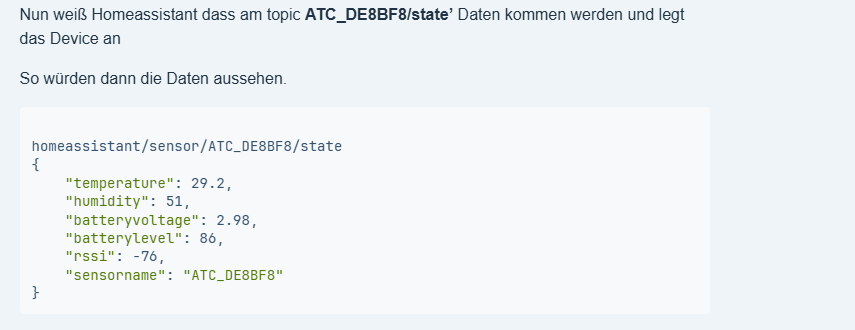 Nun weiß Homeassistant dass am topic ATC_DE8BF8/state’ Daten kommen werden und legt
das Device an
So würden dann die Daten aussehen.
homeassistant/sensor/ATC_DE8BF8/state
{
    "temperature": 29.2,
    "humidity": 51,
    "batteryvoltage": 2.98,
    "batterylevel": 86,
    "rssi": -76,
    "sensorname": "ATC_DE8BF8"
}